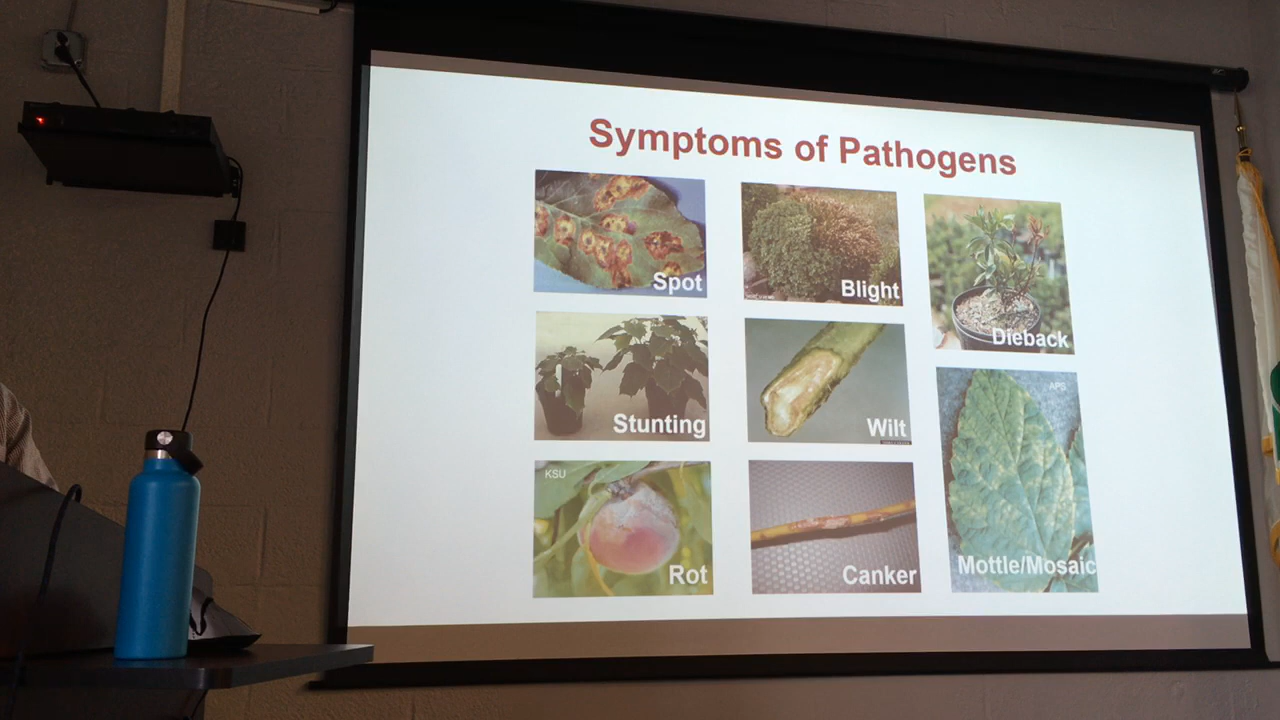 Symptoms of Pathogens
Spot
Blight
Dieback
Stunting
Wilt
APS
Mottle/Mosaic
KSU
Rot
Canker